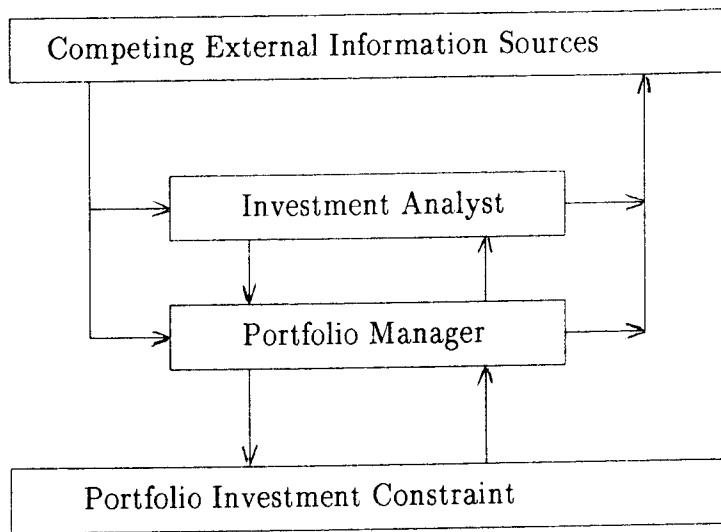 Competing External Information Sources
Investment Analyst
Portfolio Manager
Portfolio Investment Constraint